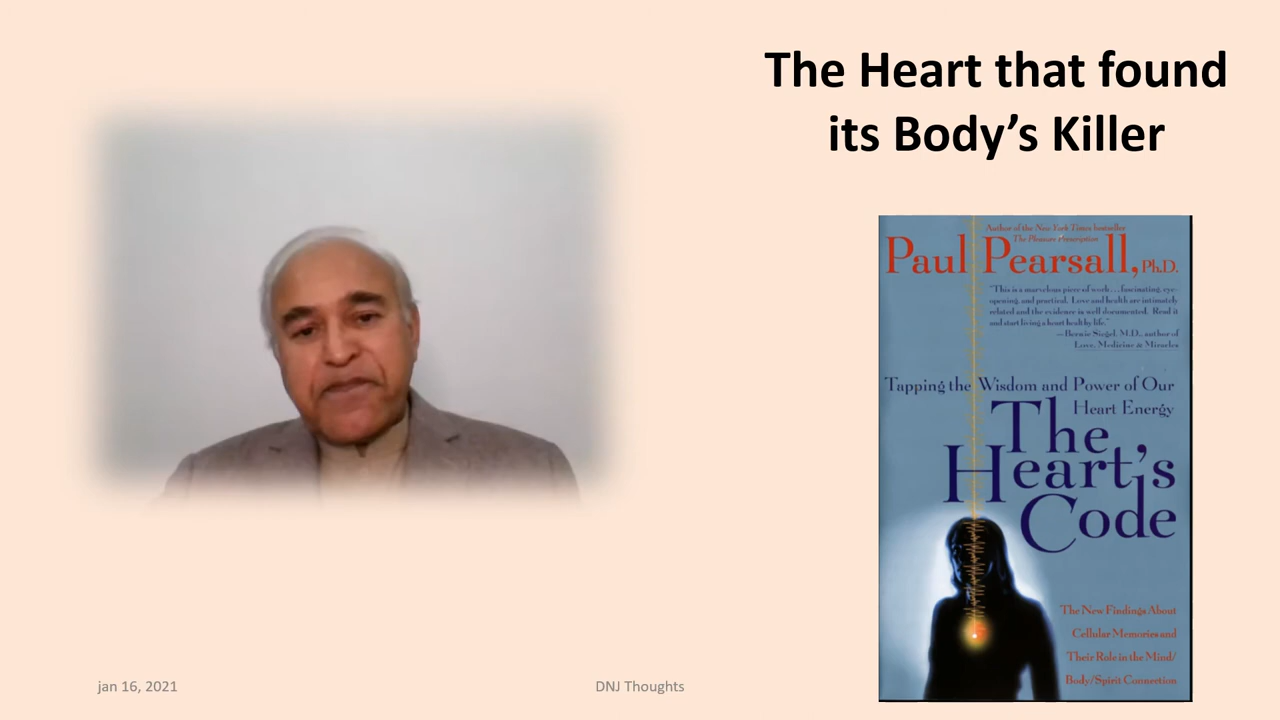 The Heart that found
its Body’s Killer
Author of the New York Times bestseller
The Pleasure Prescription
Paul Pearsall, Ph.D.
"This is a marvelous piece of work . . . fascinating, eye-
opening, and practical. Love and health are intimately
related and the evidence is well documented. Read it
and start living a heart healthy life."
—Bernie Siegel, M.D., author of
Love, Medicine & Miracles
Tapping the Wisdom and Power of Our
Heart Energy
The
Heart's
Code
The New Findings About
Cellular Memories and
Their Role in the Mind/
Body/Spirit Connection
jan 16, 2021
DNJ Thoughts